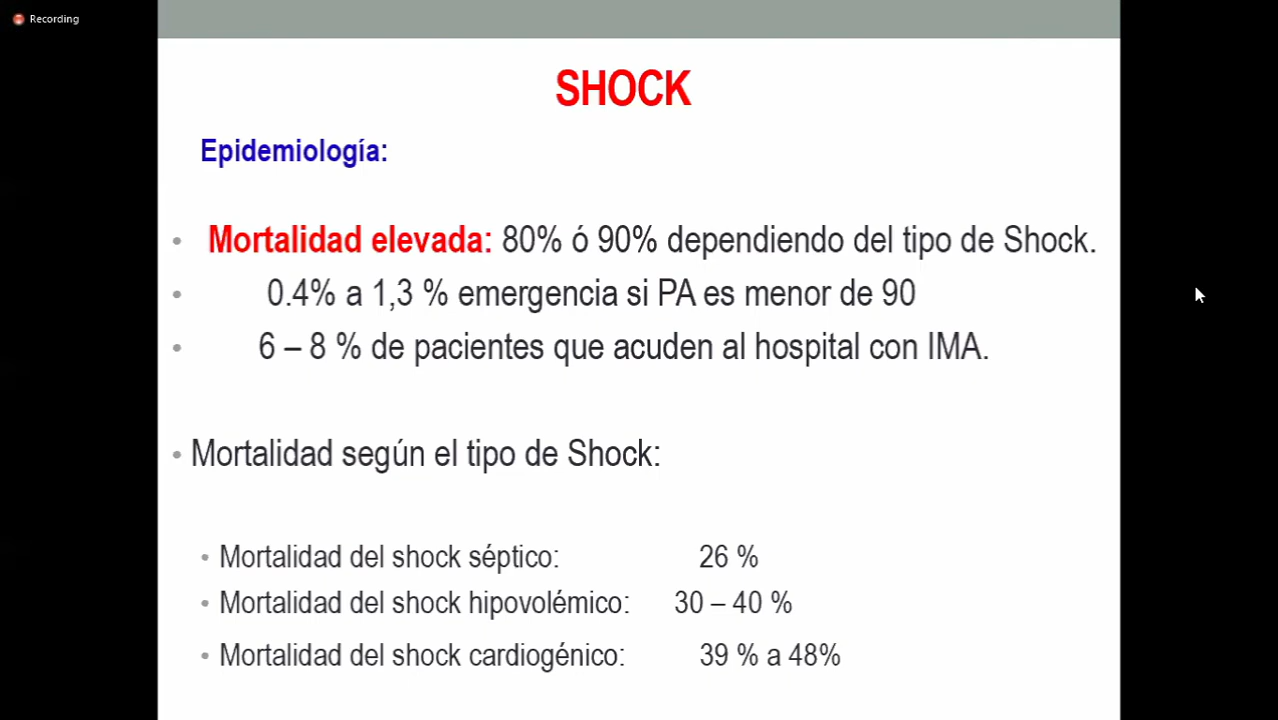 Recording
SHOCK
Epidemiología:
• Mortalidad elevada: 80% ó 90% dependiendo del tipo de Shock.
• 0.4% a 1,3 % emergencia si PA es menor de 90
• 6 – 8 % de pacientes que acuden al hospital con IMA.
• Mortalidad según el tipo de Shock:
• Mortalidad del shock séptico: 26 %
• Mortalidad del shock hipovolémico: 30 – 40 %
• Mortalidad del shock cardiogénico: 39 % a 48%